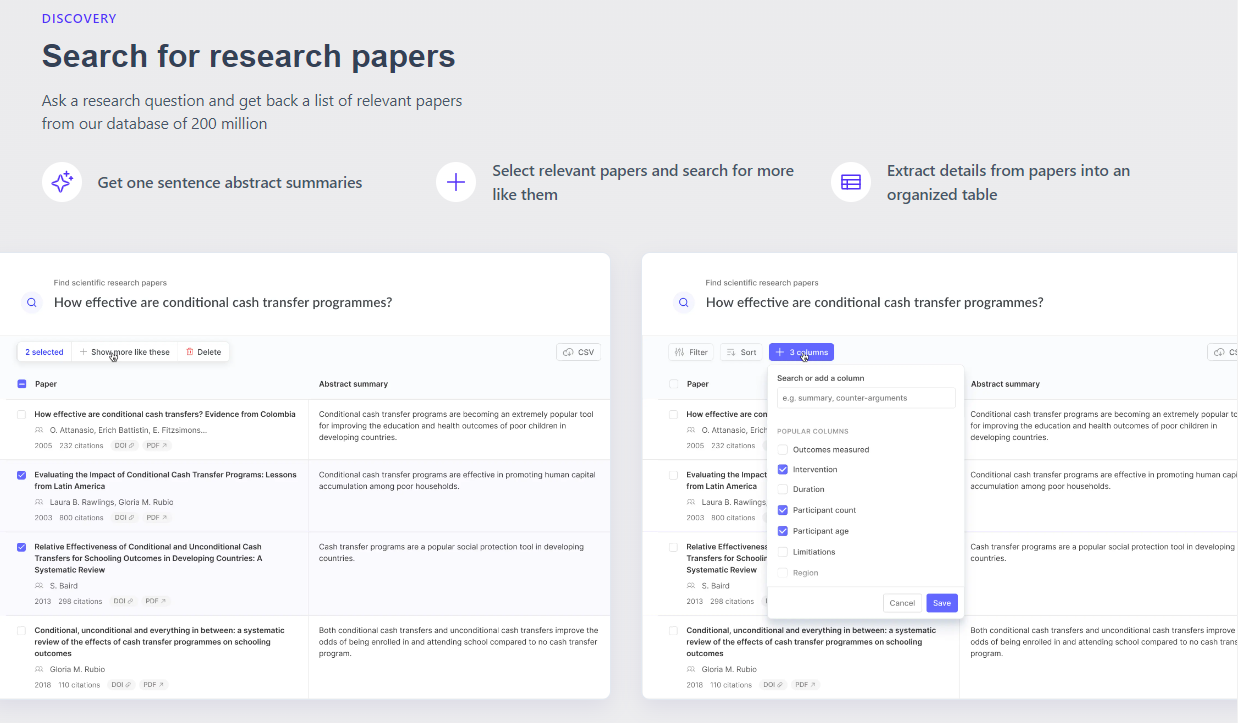 DISCOVERY
Search for research papers
Ask a research question and get back a list of relevant papers
from our database of 200 million
Get one sentence abstract summaries
Select relevant papers and search for more
like them
Extract details from papers into an
organized table
Find scientific research papers
How effective are conditional cash transfer programmes?
2 selected
Show more like these
Delete
CSV
Paper
Abstract summary
How effective are conditional cash transfers? Evidence from Colombia
O. Attanasio, Erich Battistin, E. Fitzsimons...
2005 232 citations DOI PDF
Conditional cash transfer programs are becoming an extremely popular tool
for improving the education and health outcomes of poor children in
developing countries.
Evaluating the Impact of Conditional Cash Transfer Programs: Lessons
from Latin America
Laura B. Rawlings, Gloria M. Rubio
2003 800 citations DOI PDF
Conditional cash transfer programs are effective in promoting human capital
accumulation among poor households.
Relative Effectiveness of Conditional and Unconditional Cash
Transfers for Schooling Outcomes in Developing Countries: A
Systematic Review
S. Baird
2013 298 citations DOI PDF
Cash transfer programs are a popular social protection tool in developing
countries.
Conditional, unconditional and everything in between: a systematic
review of the effects of cash transfer programmes on schooling
outcomes
Gloria M. Rubio
2018 110 citations DOI PDF
Both conditional cash transfers and unconditional cash transfers improve the
odds of being enrolled in and attending school compared to no cash transfer
program.
Find scientific research papers
How effective are conditional cash transfer programmes?
Filter
Sort
3 columns
CS
Paper
Abstract summary
Search or add a column
e.g. summary, counter-arguments
POPULAR COLUMNS
Outcomes measured
Intervention
Duration
Participant count
Participant age
Limitiations
Region
Cancel
Save
How effective are con
O. Attanasio, Erich
2005 232 citations
Conditional cash transfer programs are becoming an extremely popular to
for improving the education and health outcomes of poor children in
developing countries.
Evaluating the Impact
from Latin America
Laura B. Rawlings,
2003 800 citations
Conditional cash transfer programs are effective in promoting human capi
accumulation among poor households.
Relative Effectiveness
Transfers for Schoolin
Systematic Review
S. Baird
2013 298 citations
Cash transfer programs are a popular social protection tool in developing
countries.
Conditional, unconditional and everything in between: a systematic
review of the effects of cash transfer programmes on schooling
outcomes
Gloria M. Rubio
2018 110 citations DOI PDF
Both conditional cash transfers and unconditional cash transfers improve
odds of being enrolled in and attending school compared to no cash trans
program.